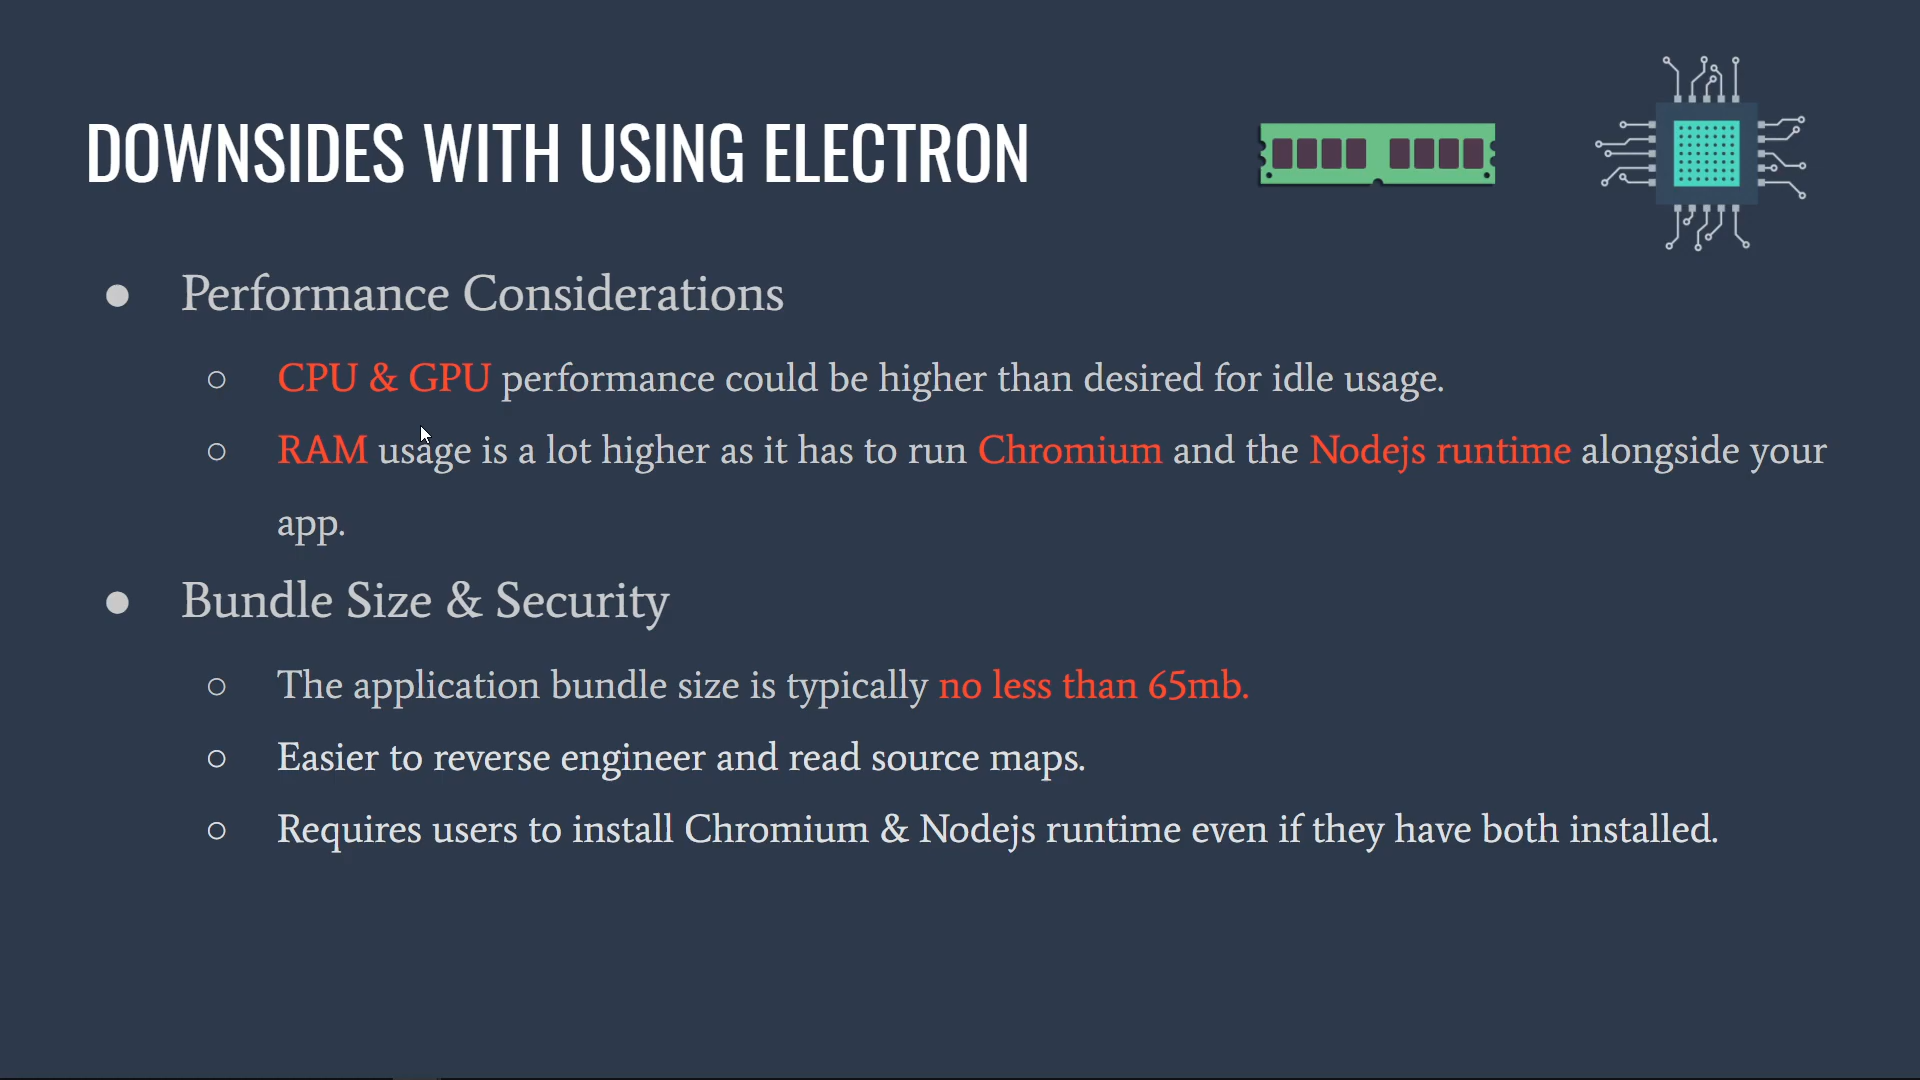 DOWNSIDES WITH USING ELECTRON
● Performance Considerations
○ CPU & GPU performance could be higher than desired for idle usage.
○ RAM usage is a lot higher as it has to run Chromium and the Nodejs runtime alongside your
app.
● Bundle Size & Security
○ The application bundle size is typically no less than 65mb.
○ Easier to reverse engineer and read source maps.
○ Requires users to install Chromium & Nodejs runtime even if they have both installed.